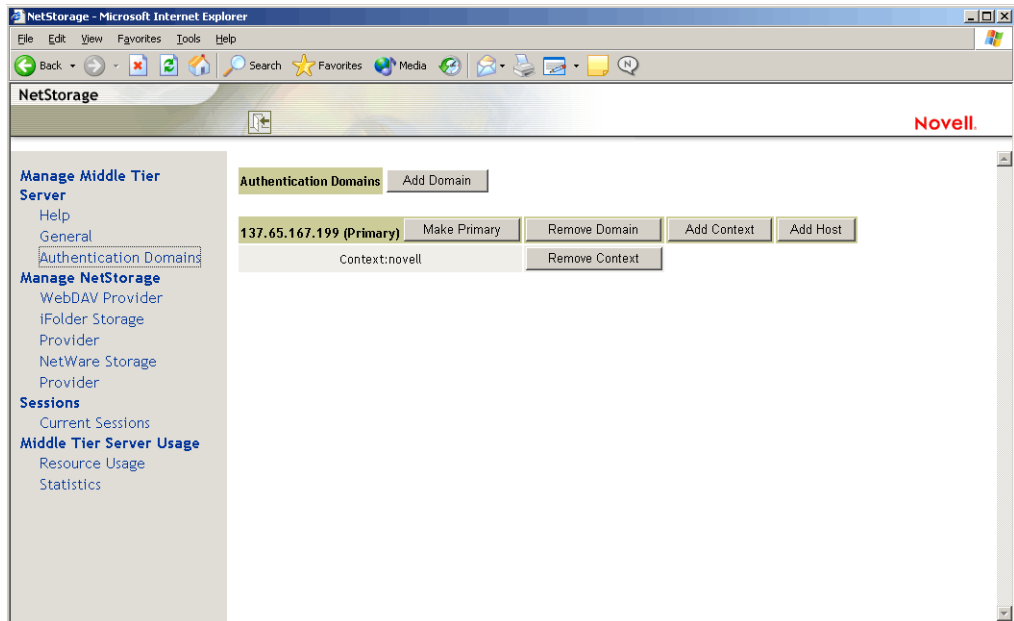 NetStorage - Microsoft Internet Explorer
File Edit View Favorites Tools Help
Back Search Favorites Media
NetStorage
Novell.
Manage Middle Tier
Server
Help
General
Authentication Domains
Manage NetStorage
WebDAV Provider
iFolder Storage
Provider
NetWare Storage
Provider
Sessions
Current Sessions
Middle Tier Server Usage
Resource Usage
Statistics
Authentication Domains Add Domain
137.65.167.199 (Primary) Make Primary Remove Domain Add Context Add Host
Context:novell Remove Context